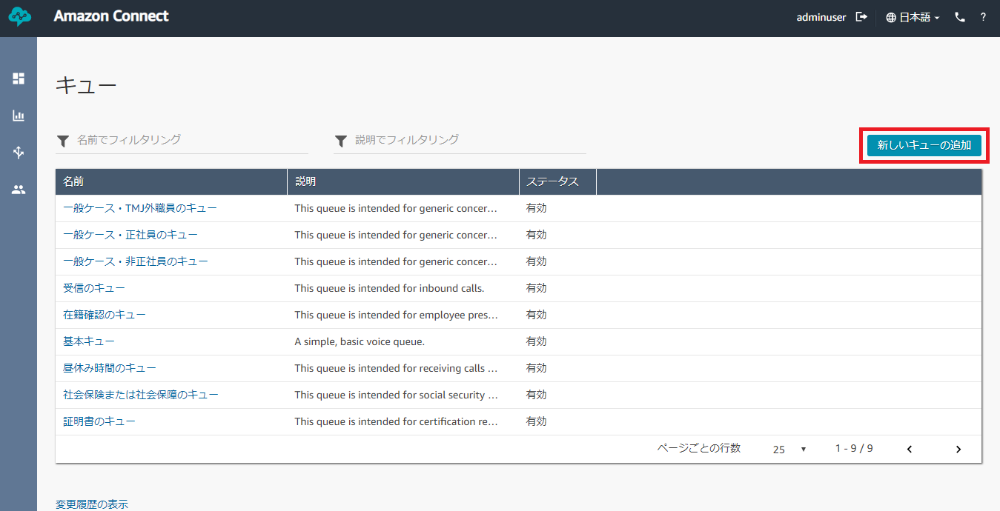 Amazon Connect
adminuser 日本語 ?
キュー
名前でフィルタリング 説明でフィルタリング 新しいキューの追加
名前 説明 ステータス
一般ケース・TMJ外職員のキュー This queue is intended for generic concer... 有効
一般ケース・正社員のキュー This queue is intended for generic concer... 有効
一般ケース・非正社員のキュー This queue is intended for generic concer... 有効
受信のキュー This queue is intended for inbound calls. 有効
在籍確認のキュー This queue is intended for employee pres... 有効
基本キュー A simple, basic voice queue. 有効
昼休み時間のキュー This queue is intended for receiving calls ... 有効
社会保険または社会保障のキュー This queue is intended for social security ... 有効
証明書のキュー This queue is intended for certification re... 有効
ページごとの行数 25 1 - 9 / 9
変更履歴の表示